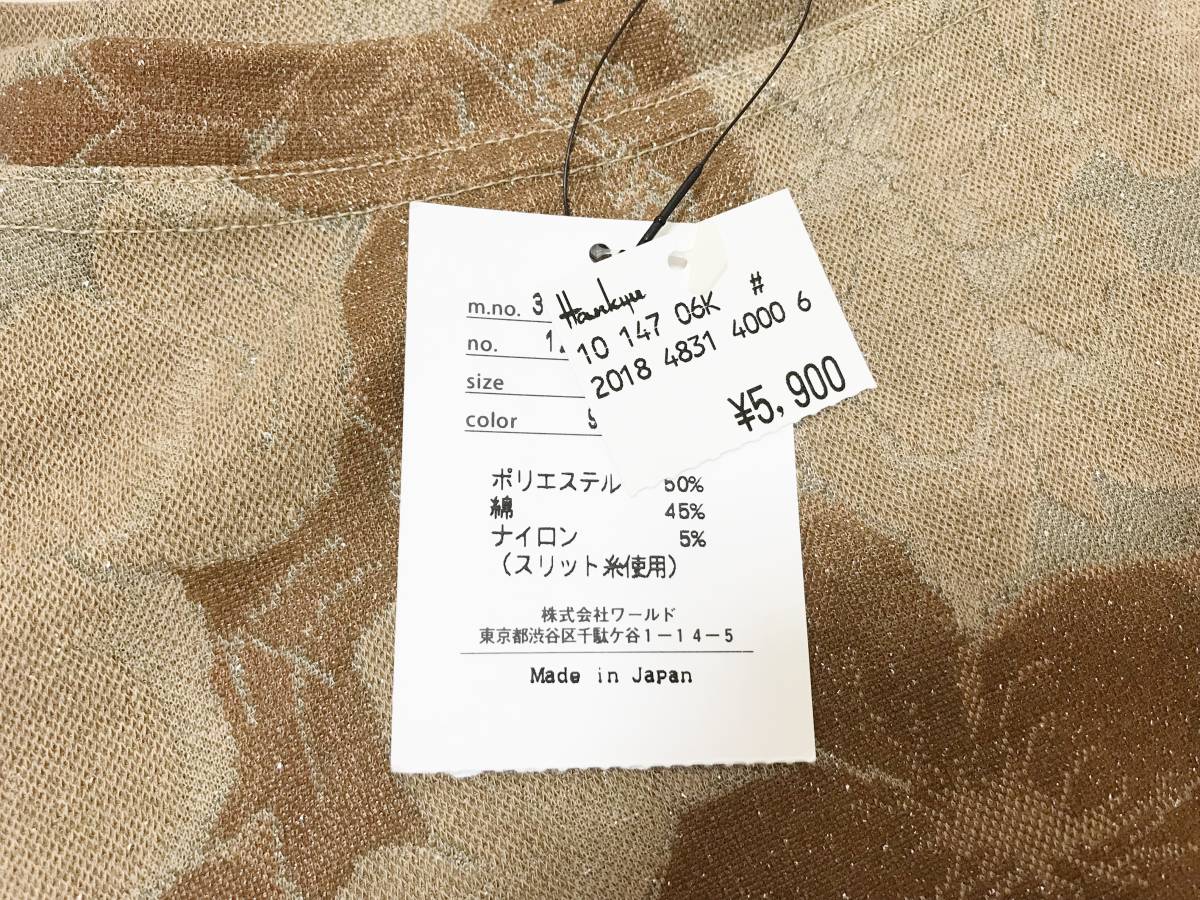 m.no. 3
no. 1.
size
color
Hankyu
10 147 06K #
2018 4831 4000 6
¥5,900
ポリエステル 50%
綿 45%
ナイロン 5%
(スリット糸使用)
株式会社ワールド
東京都渋谷区千駄ケ谷1－14－5
Made in Japan